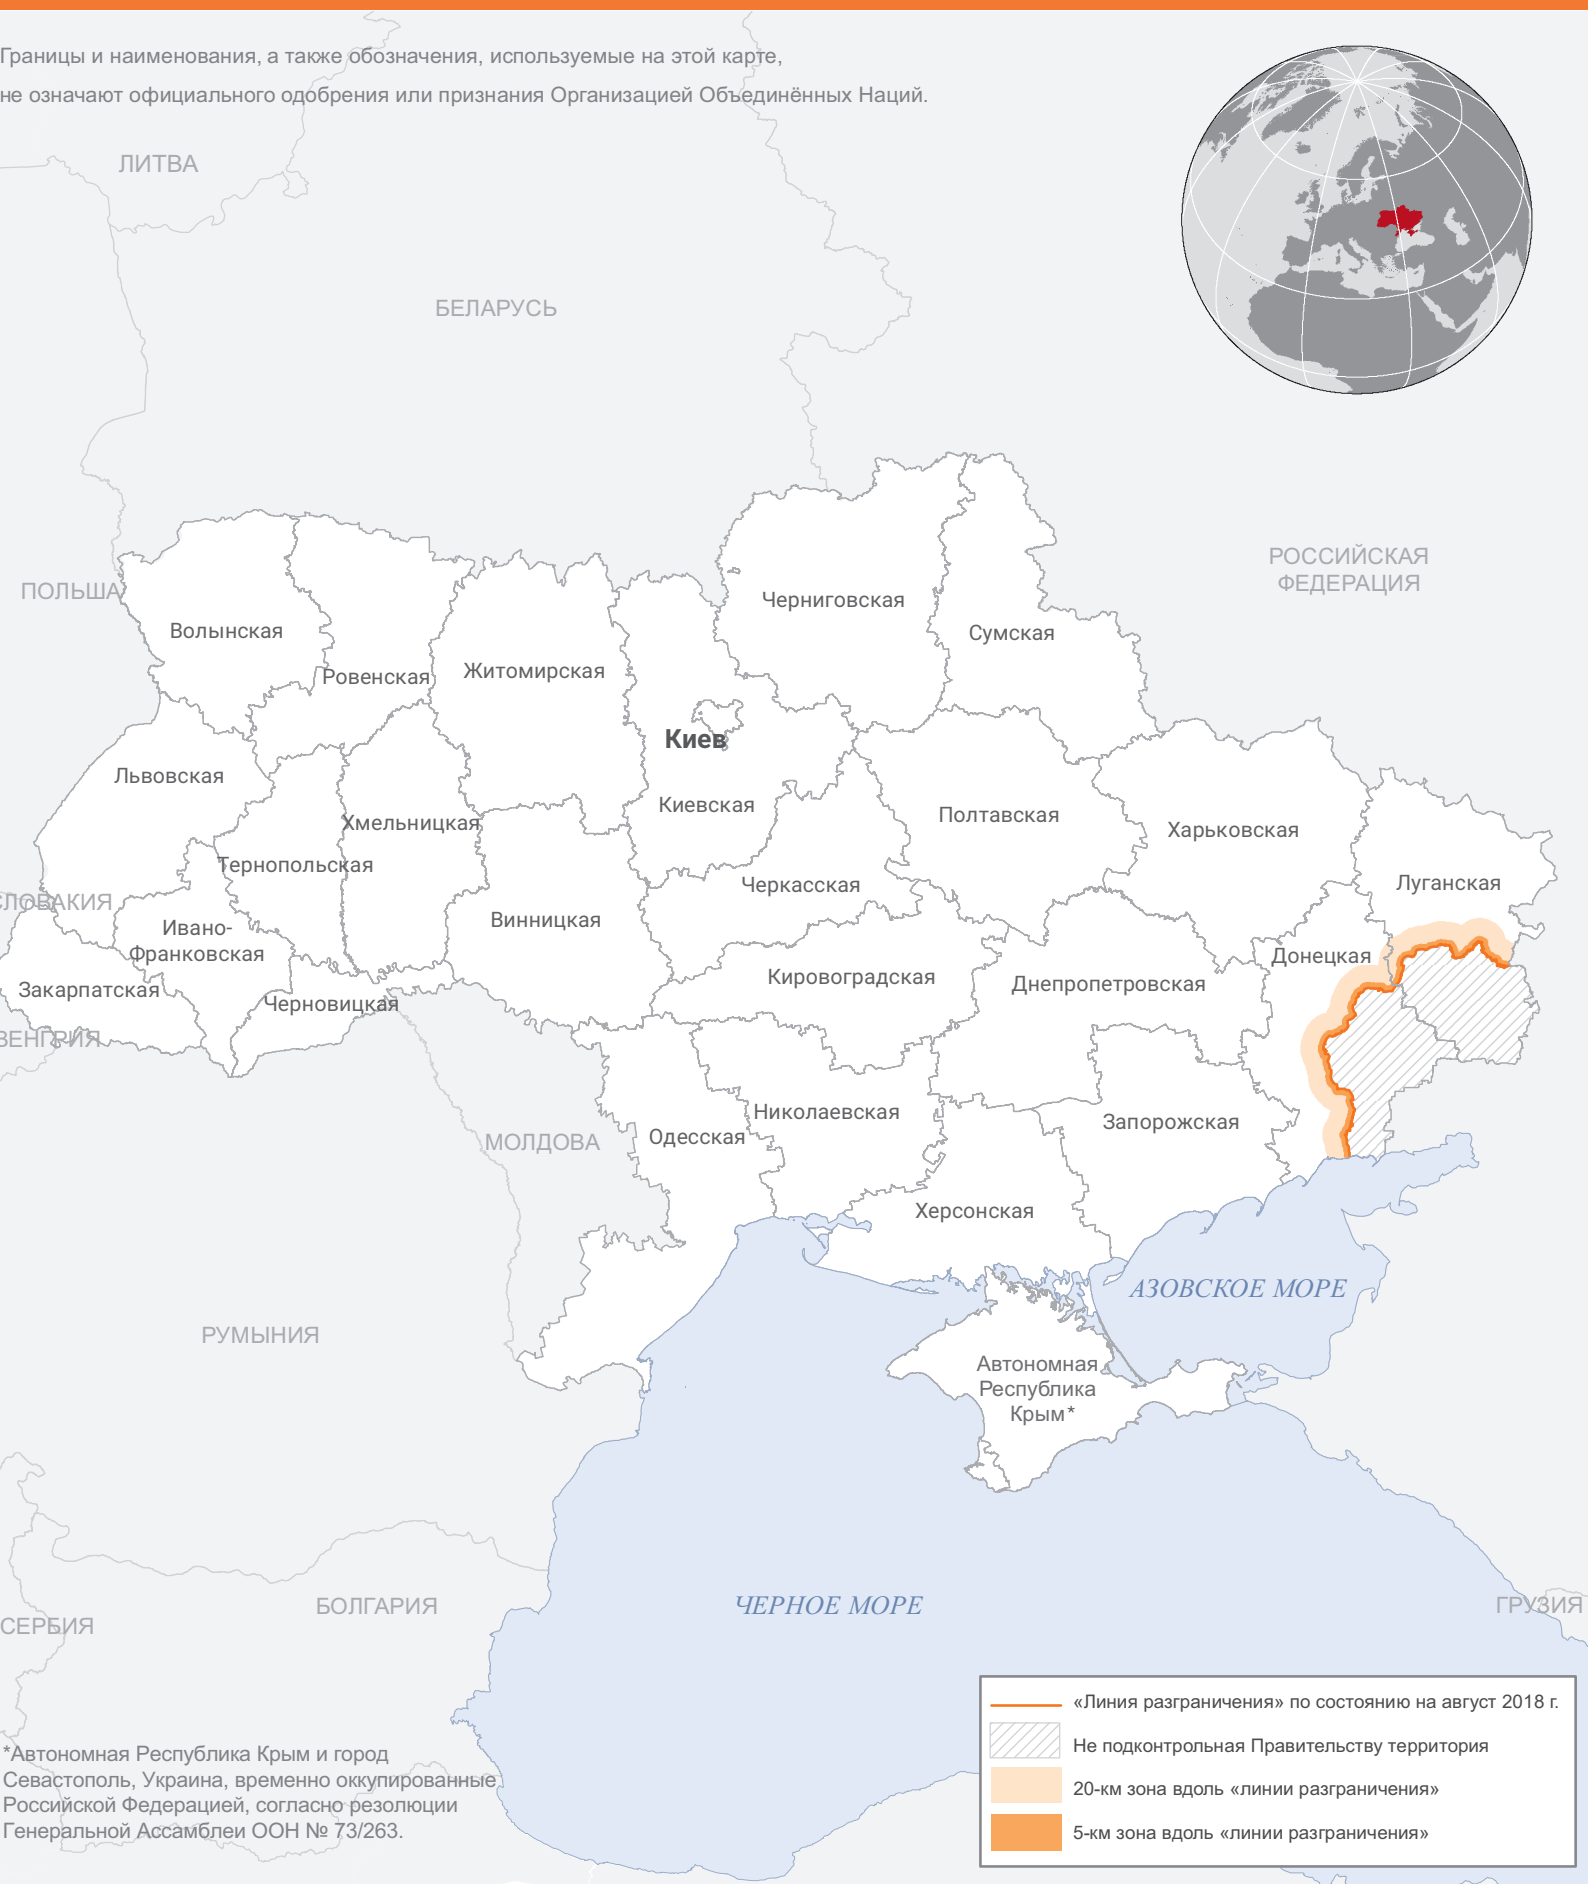 Границы и наименования, а также обозначения, используемые на этой карте,
не означают официального одобрения или признания Организацией Объединённых Наций.
ЛИТВА
БЕЛАРУСЬ
РОССИЙСКАЯ
ФЕДЕРАЦИЯ
ПОЛЬША
Черниговская
Волынская
Сумская
Ровенская
Житомирская
Киев
Львовская
Киевская
Полтавская
Хмельницкая
Харьковская
Тернопольская
Черкасская
Луганская
СЛОВАКИЯ
Винницкая
Ивано-
Франковская
Донецкая
Кировоградская
Днепропетровская
Закарпатская
Черновицкая
ВЕНГРИЯ
Николаевская
Запорожская
Одесская
МОЛДОВА
Херсонская
АЗОВСКОЕ МОРЕ
РУМЫНИЯ
Автономная
Республика
Крым*
БОЛГАРИЯ
ЧЕРНОЕ МОРЕ
ГРУЗИЯ
СЕРБИЯ
«Линия разграничения» по состоянию на август 2018 г.
Не подконтрольная Правительству территория
20-км зона вдоль «линии разграничения»
5-км зона вдоль «линии разграничения»
*Автономная Республика Крым и город
Севастополь, Украина, временно оккупированные
Российской Федерацией, согласно резолюции
Генеральной Ассамблеи ООН № 73/263.